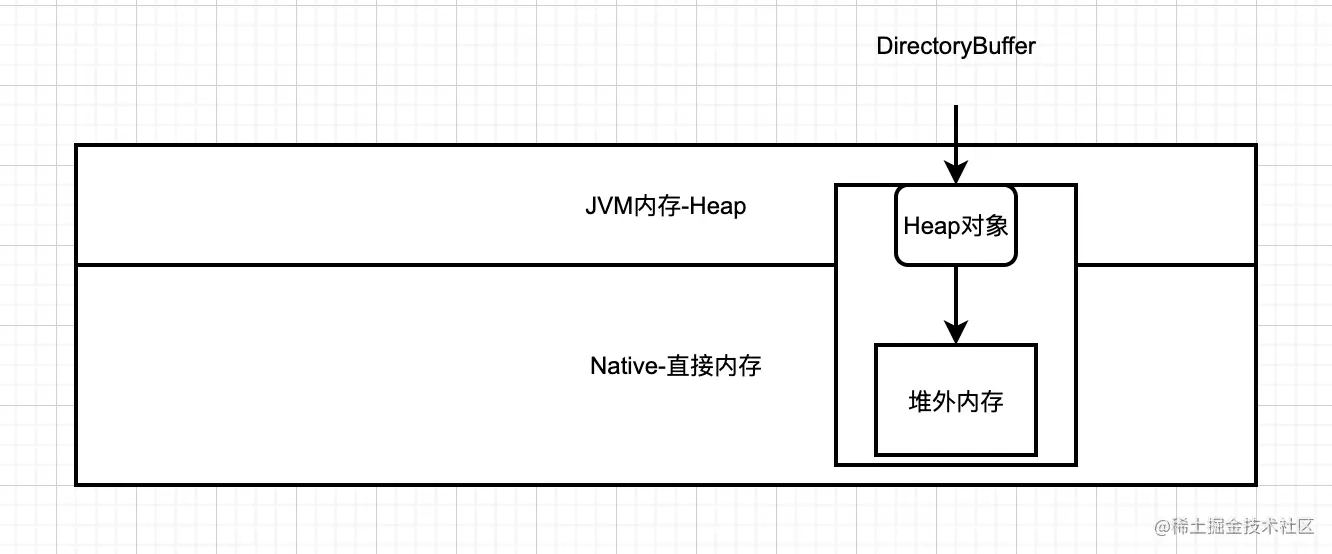 DirectoryBuffer
JVM内存-Heap
Heap对象
Native-直接内存
堆外内存
@稀土掘金技术社区